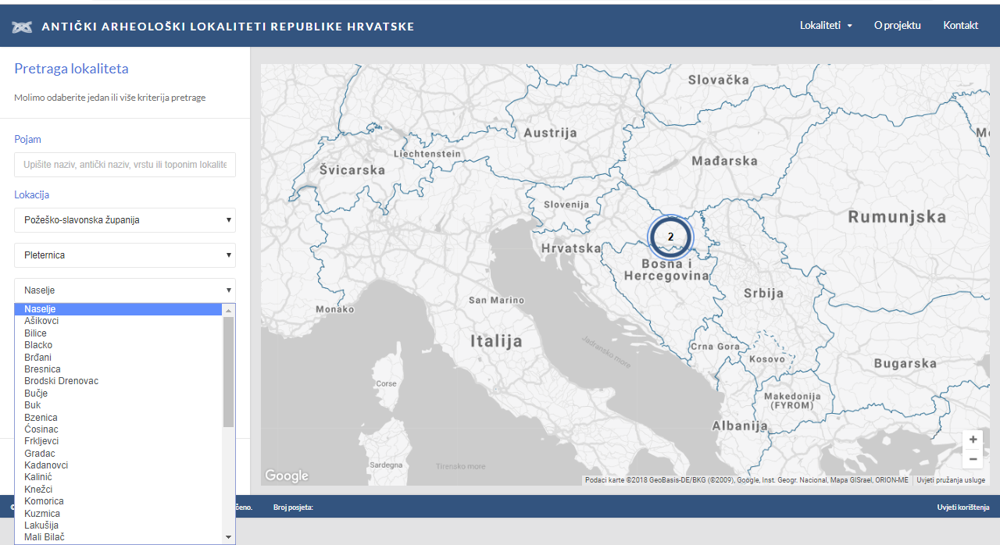 ANTIČKI ARHEOLOŠKI LOKALITETI REPUBLIKE HRVATSKE
Lokaliteti
O projektu
Kontakt
Pretraga lokaliteta
Molimo odaberite jedan ili više kriterija pretrage
Pojam
Upišite naziv, antički naziv, vrstu ili toponim lokalite
Lokacija
Požeško-slavonska županija
Pleternica
Naselje
Naselje
Ašikovci
Bilice
Blacko
Brđani
Bresnica
Brodski Drenovac
Bučje
Buk
Bzenica
Ćosinac
Frkljevci
Gradac
Kadanovci
Kalinić
Knežci
Komorica
Kuzmica
Lakušija
Mali Bilač
Slovačka
Austrija
Liechtenstein
Švicarska
Mađarska
Slovenija
Rumunjska
2
Hrvatska
Bosna i
Hercegovina
Srbija
San Marino
Monako
Italija
Jadransko more
Crna Gora
Kosovo
Bugarska
Corse
Makedonija
(FYROM)
Albanija
Sardegna
Tirensko more
Google
Podaci karte ©2018 GeoBasis-DE/BKG (©2009), Google, Inst. Geogr. Nacional, Mapa GISrael, ORION-ME
Uvjeti pružanja usluge
čeno.
Broj posjeta:
Uvjeti korištenja